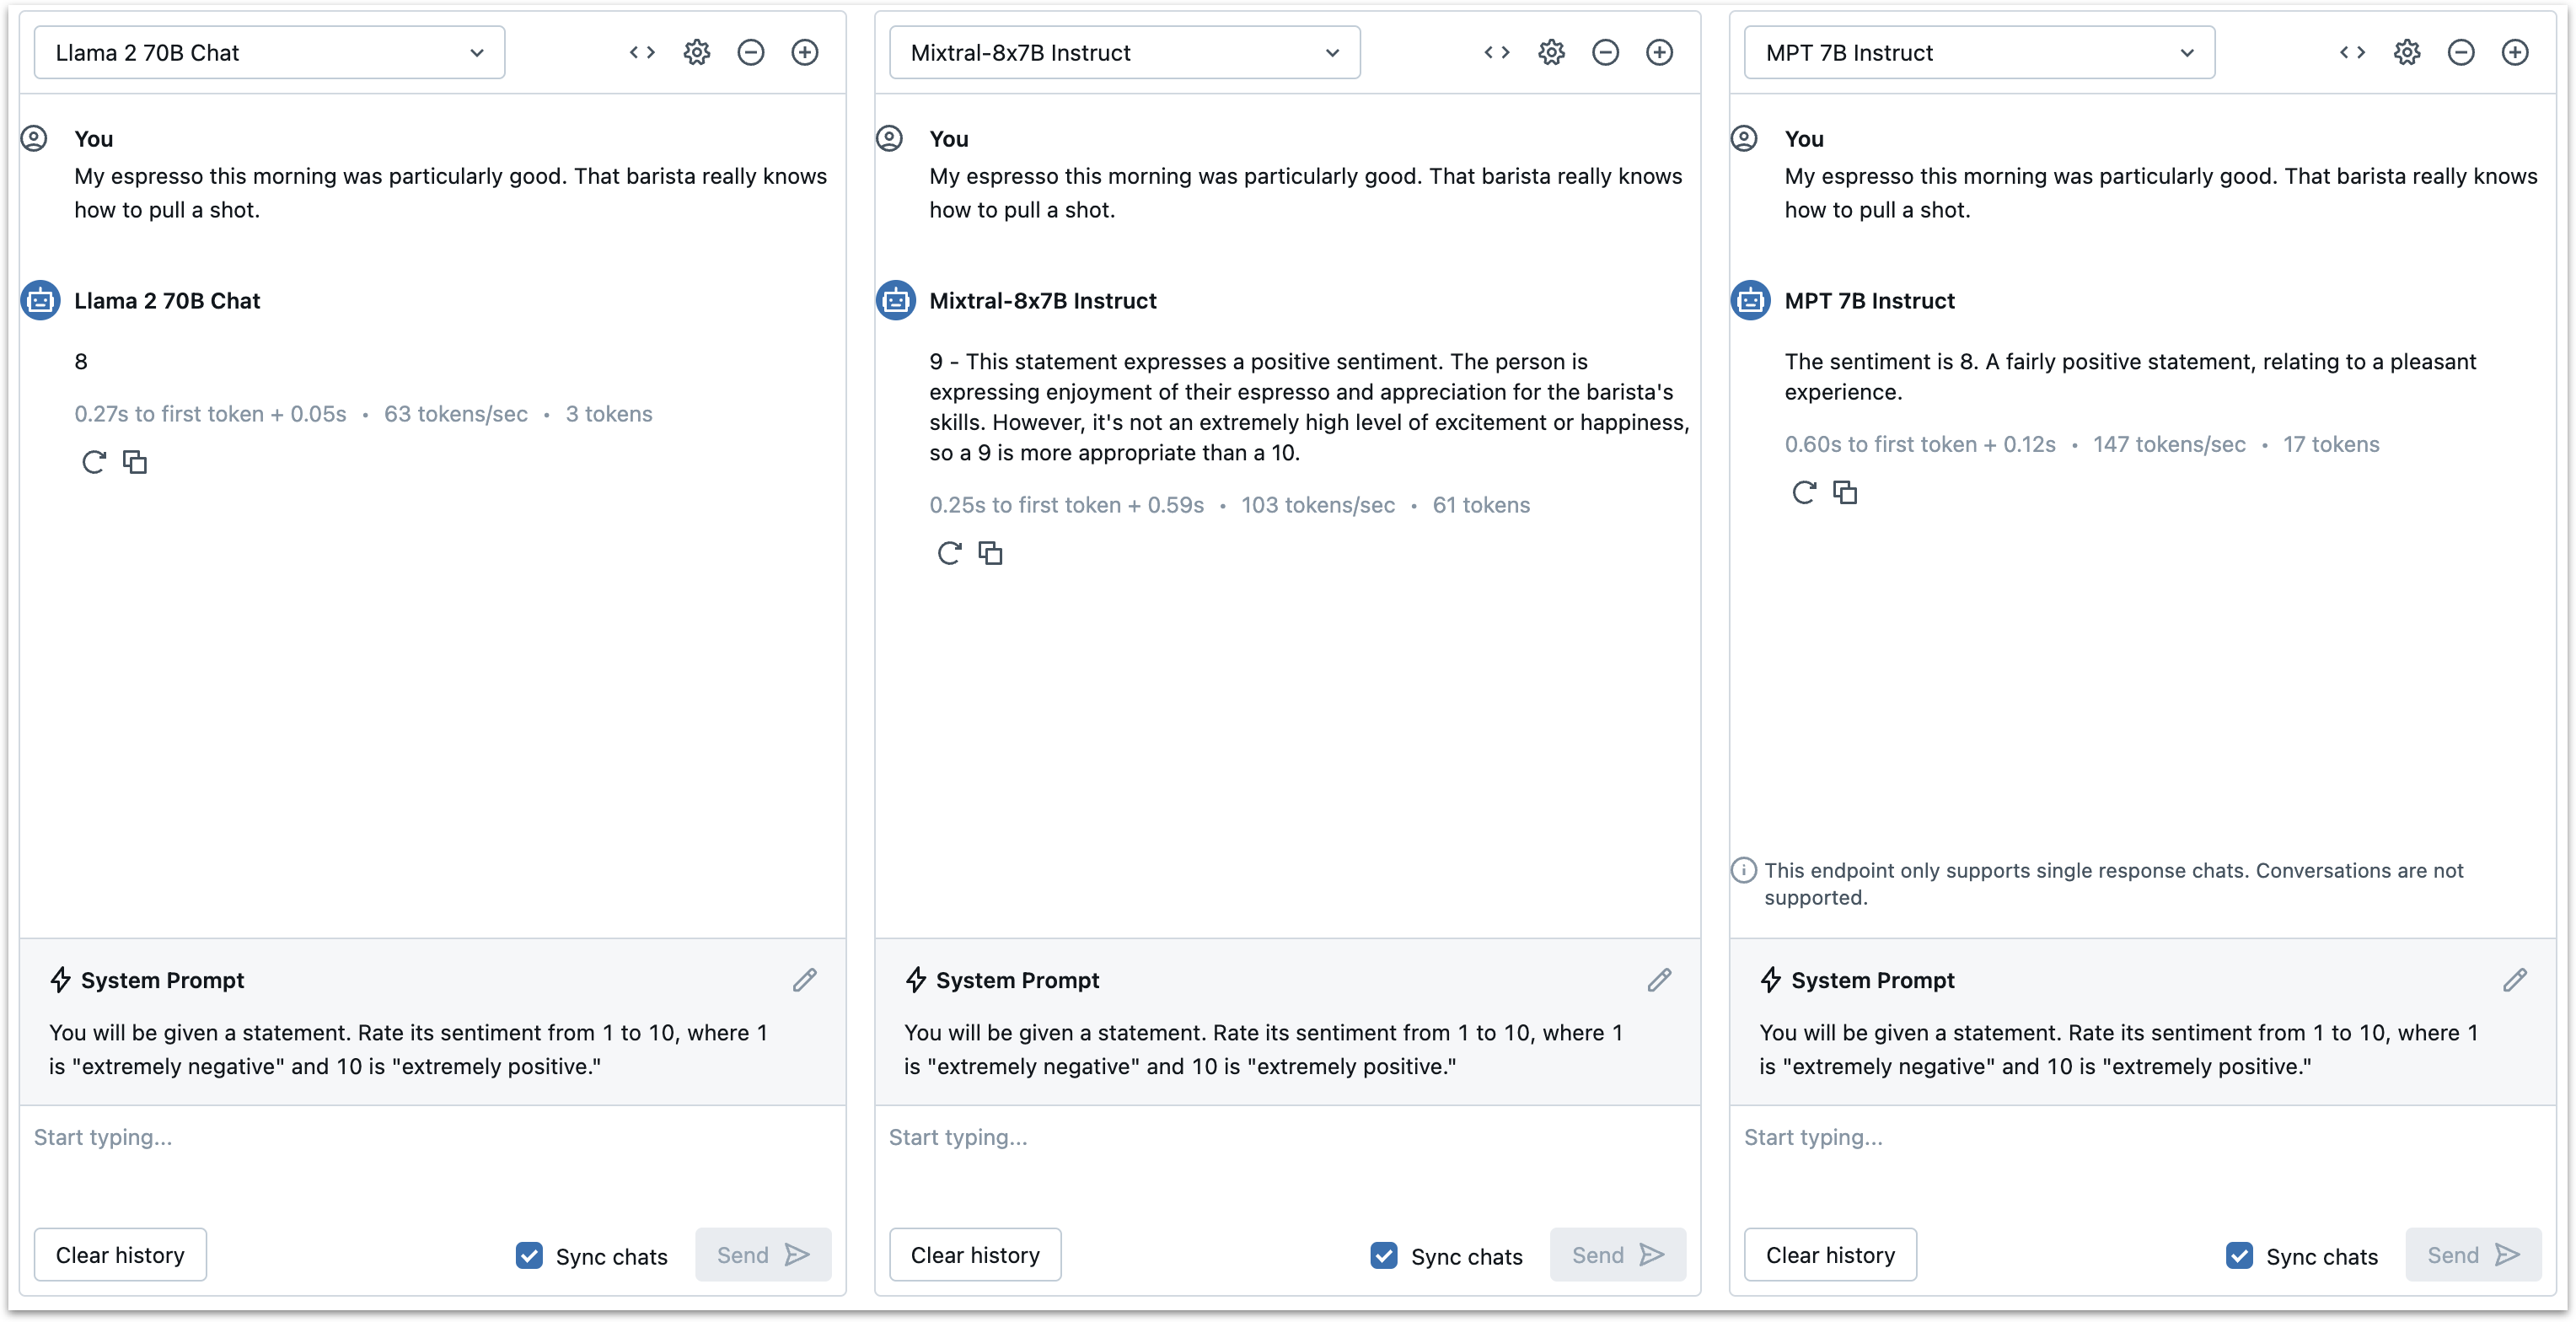 Llama 2 70B Chat
You
My espresso this morning was particularly good. That barista really knows
how to pull a shot.
Llama 2 70B Chat
8
0.27s to first token + 0.05s • 63 tokens/sec • 3 tokens
System Prompt
You will be given a statement. Rate its sentiment from 1 to 10, where 1
is "extremely negative" and 10 is "extremely positive."
Start typing...
Clear history
Sync chats
Send
Mixtral-8x7B Instruct
You
My espresso this morning was particularly good. That barista really knows
how to pull a shot.
Mixtral-8x7B Instruct
9 - This statement expresses a positive sentiment. The person is
expressing enjoyment of their espresso and appreciation for the barista's
skills. However, it's not an extremely high level of excitement or happiness,
so a 9 is more appropriate than a 10.
0.25s to first token + 0.59s • 103 tokens/sec • 61 tokens
System Prompt
You will be given a statement. Rate its sentiment from 1 to 10, where 1
is "extremely negative" and 10 is "extremely positive."
Start typing...
Clear history
Sync chats
Send
MPT 7B Instruct
You
My espresso this morning was particularly good. That barista really knows
how to pull a shot.
MPT 7B Instruct
The sentiment is 8. A fairly positive statement, relating to a pleasant
experience.
0.60s to first token + 0.12s • 147 tokens/sec • 17 tokens
This endpoint only supports single response chats. Conversations are not
supported.
System Prompt
You will be given a statement. Rate its sentiment from 1 to 10, where 1
is "extremely negative" and 10 is "extremely positive."
Start typing...
Clear history
Sync chats
Send